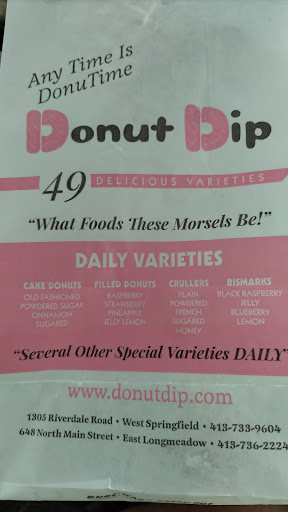 Any Time Is
DonuTime
Donut Dip
49 DELICIOUS VARIETIES
"What Foods These Morsels Be!"
DAILY VARIETIES
CAKE DONUTS
OLD FASHIONED
POWDERED SUGAR
CINNAMON
SUGARED
FILLED DONUTS
RASPBERRY
STRAWBERRY
PINEAPPLE
JELLY LEMON
CRULLERS
PLAIN
POWDERED
FRENCH
SUGARED
HONEY
BISMARKS
BLACK RASPBERRY
JELLY
BLUEBERRY
LEMON
"Several Other Special Varieties DAILY"
www.donutdip.com
1305 Riverdale Road • West Springfield • 413-733-9604
648 North Main Street • East Longmeadow • 413-736-2224